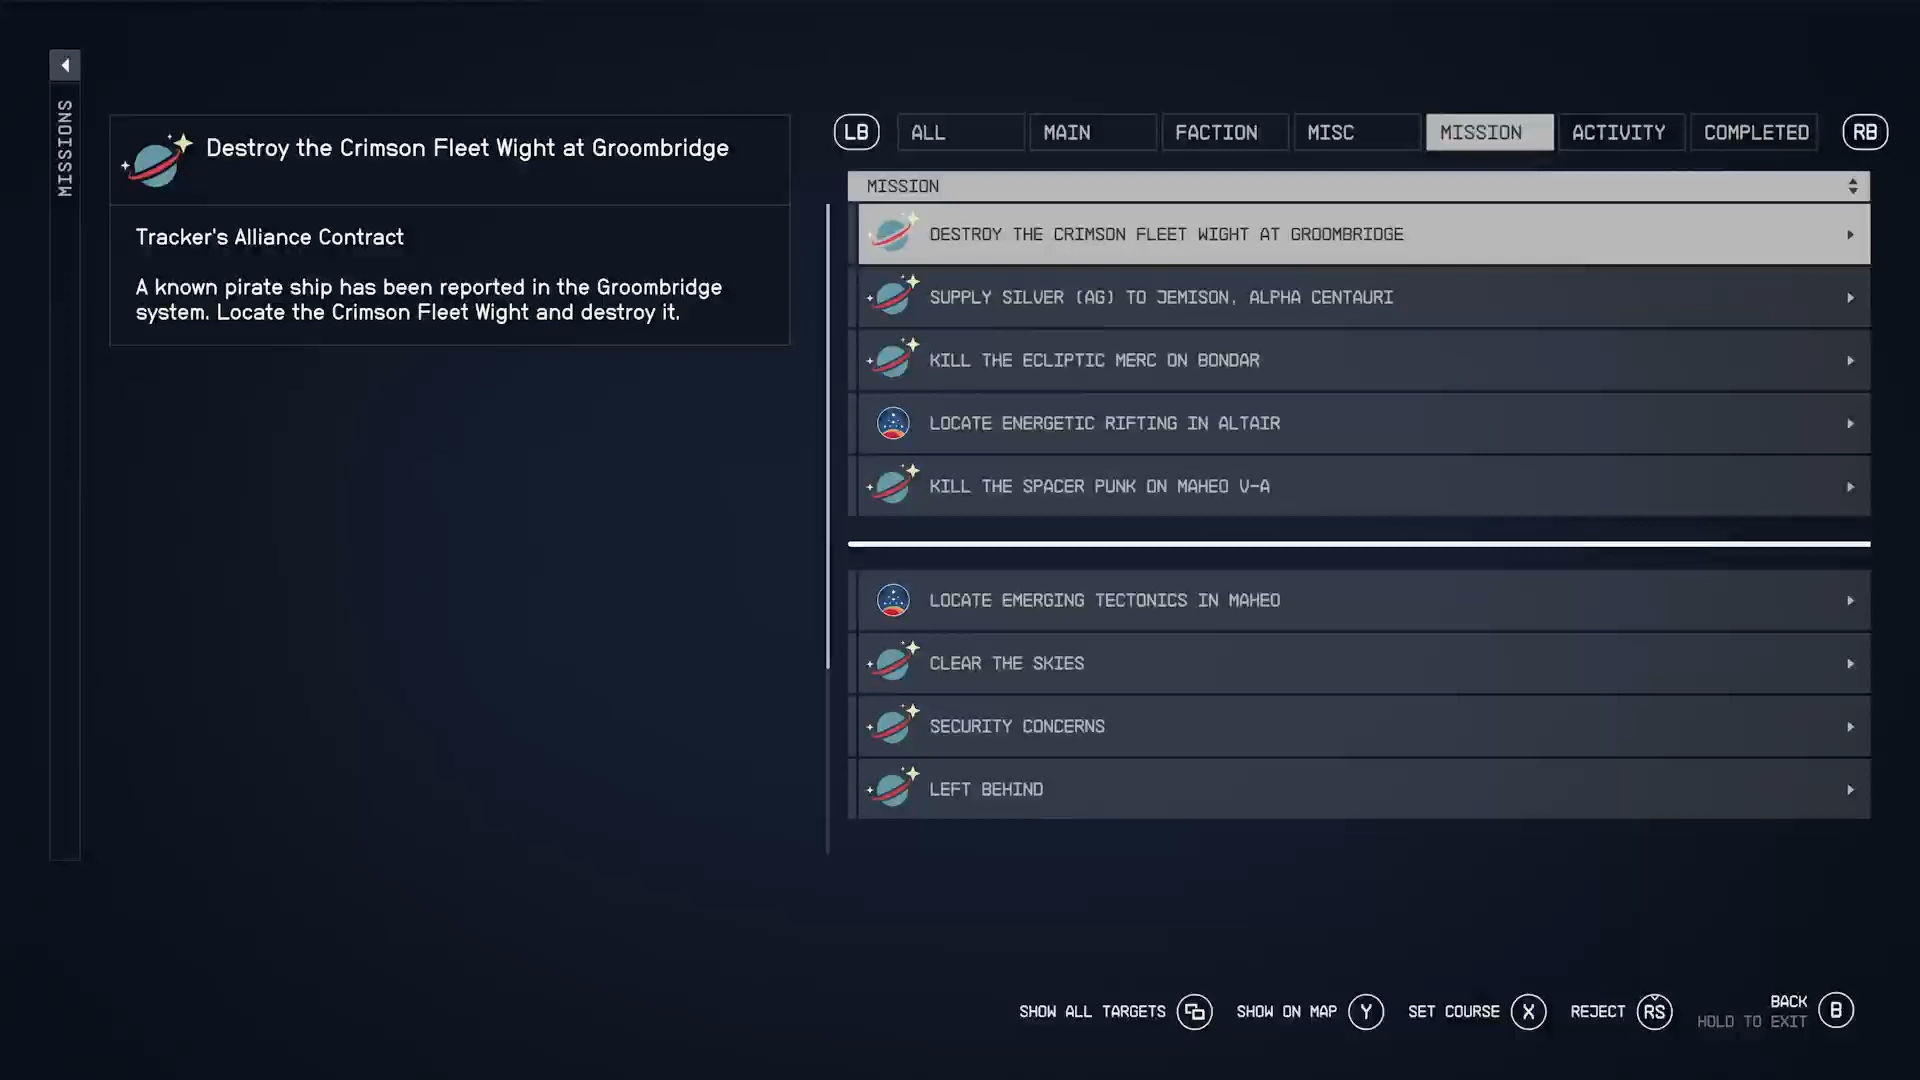 MISSIONS
Destroy the Crimson Fleet Wight at Groombridge
Tracker's Alliance Contract
A known pirate ship has been reported in the Groombridge
system. Locate the Crimson Fleet Wight and destroy it.
LB ALL MAIN FACTION MISC MISSION ACTIVITY COMPLETED RB
MISSION
DESTROY THE CRIMSON FLEET WIGHT AT GROOMBRIDGE
SUPPLY SILVER (AG) TO JEMISON, ALPHA CENTAURI
KILL THE ECLIPTIC MERC ON BONDAR
LOCATE ENERGETIC RIFTING IN ALTAIR
KILL THE SPACER PUNK ON MAHEO V-A
LOCATE EMERGING TECTONICS IN MAHEO
CLEAR THE SKIES
SECURITY CONCERNS
LEFT BEHIND
SHOW ALL TARGETS SHOW ON MAP Y SET COURSE X REJECT RS BACK B
HOLD TO EXIT